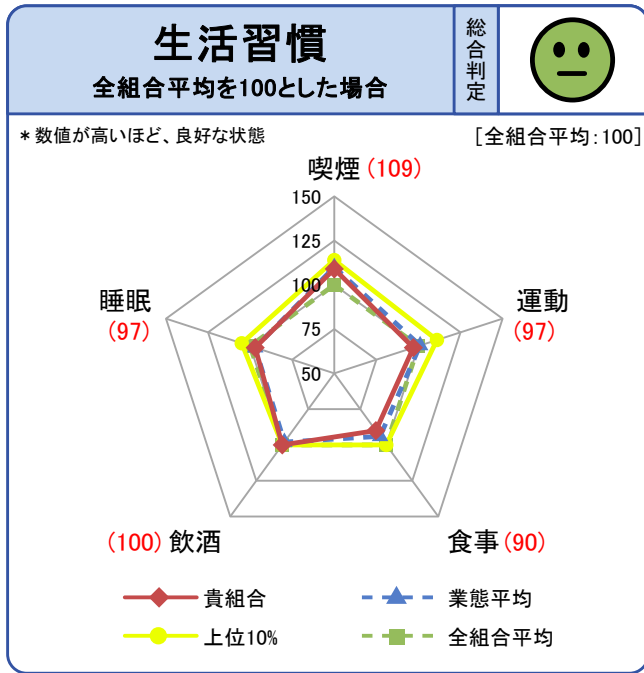 生活習慣
全組合平均を100とした場合
総合判定
*数値が高いほど、良好な状態
[全組合平均:100]
喫煙(109)
150
125
100
75
50
睡眠
(97)
運動
(97)
(100)飲酒
食事(90)
貴組合
業態平均
上位10%
全組合平均